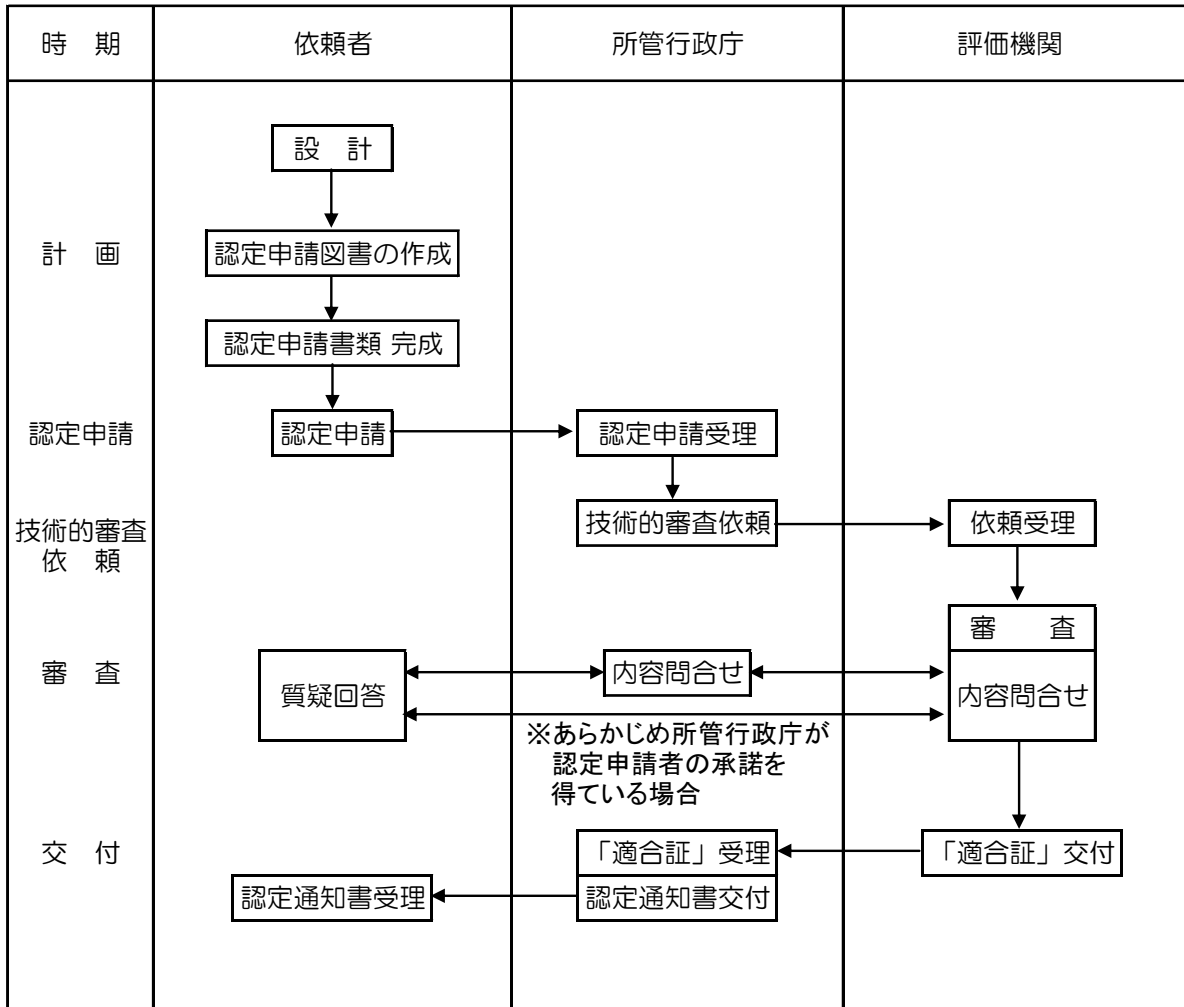 時 期
依頼者
所管行政庁
評価機関
設 計
計 画
認定申請図書の作成
認定申請書類 完成
認定申請
認定申請
認定申請受理
技術的審査
依 頼
技術的審査依頼
依頼受理
審 査
審 査
質疑回答
内容問合せ
内容問合せ
※あらかじめ所管行政庁が
認定申請者の承諾を
得ている場合
交 付
「適合証」受理
「適合証」交付
認定通知書受理
認定通知書交付